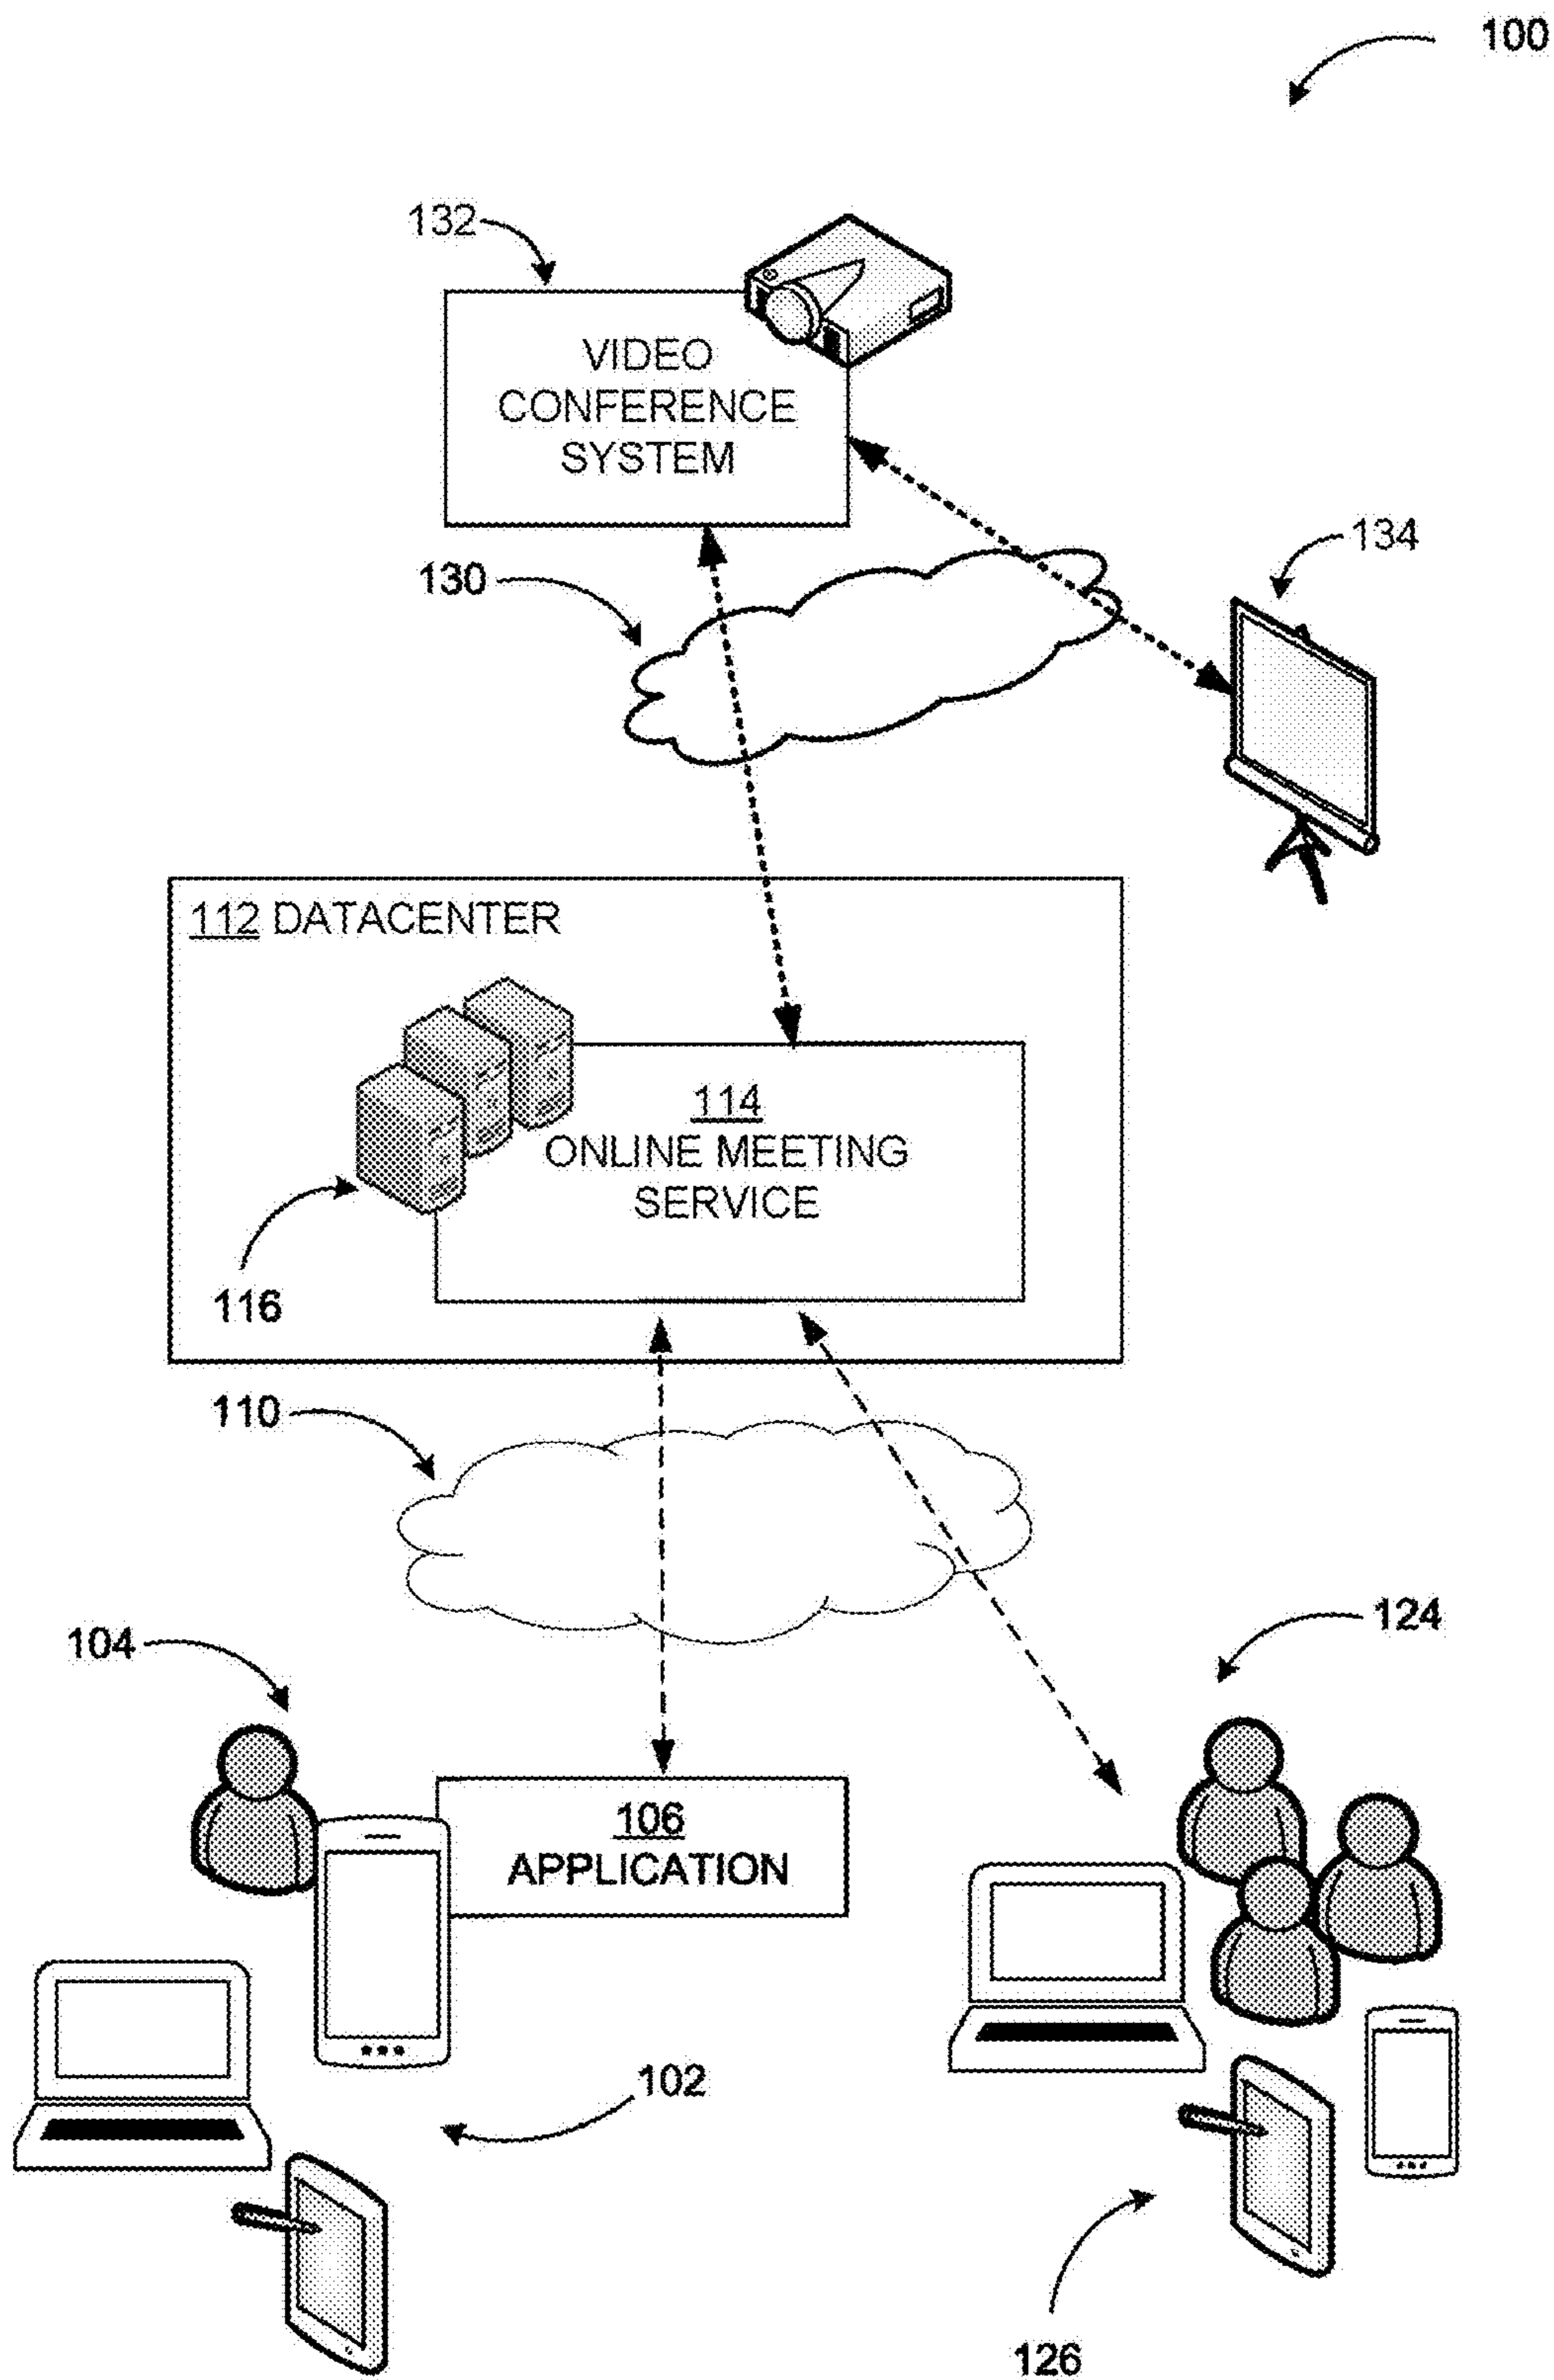 100
132
VIDEO
CONFERENCE
SYSTEM
134
130
112 DATACENTER
114
ONLINE MEETING
SERVICE
116
110
104
124
106
APPLICATION
102
126